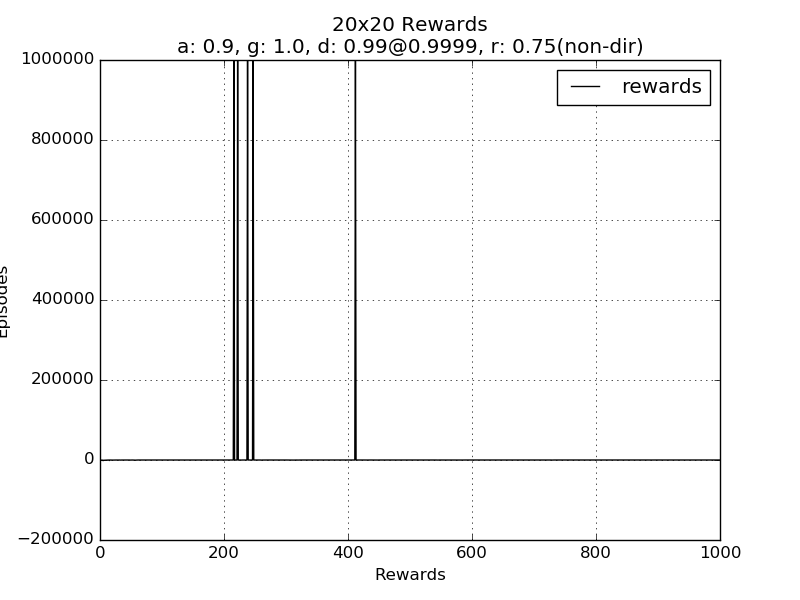 20x20 Rewards
a: 0.9, g: 1.0, d: 0.99@0.9999, r: 0.75(non-dir)
rewards
1000000
800000
600000
400000
200000
0
−200000
Episodes
0 200 400 600 800 1000
Rewards